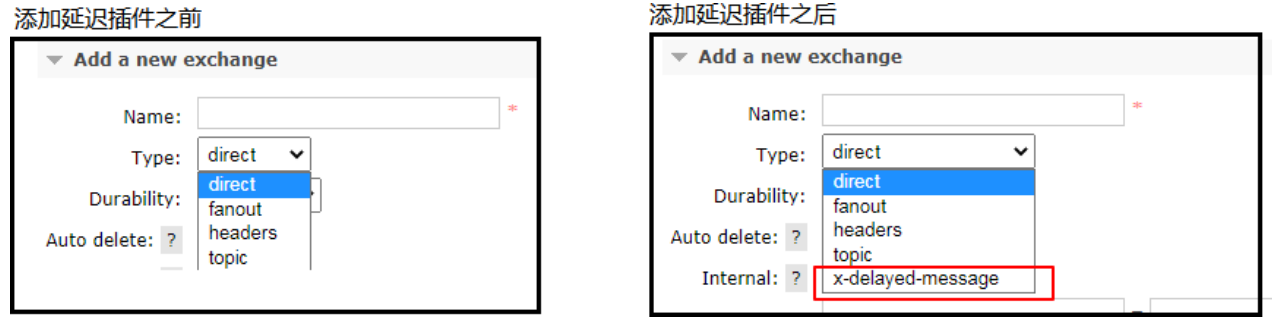 添加延迟插件之前
Add a new exchange
Name:
*
Type:
direct
direct
Durability:
fanout
Auto delete: ?
headers
topic
添加延迟插件之后
Add a new exchange
Name:
*
Type:
direct
direct
Durability:
fanout
Auto delete: ?
headers
topic
Internal: ?
x-delayed-message
=